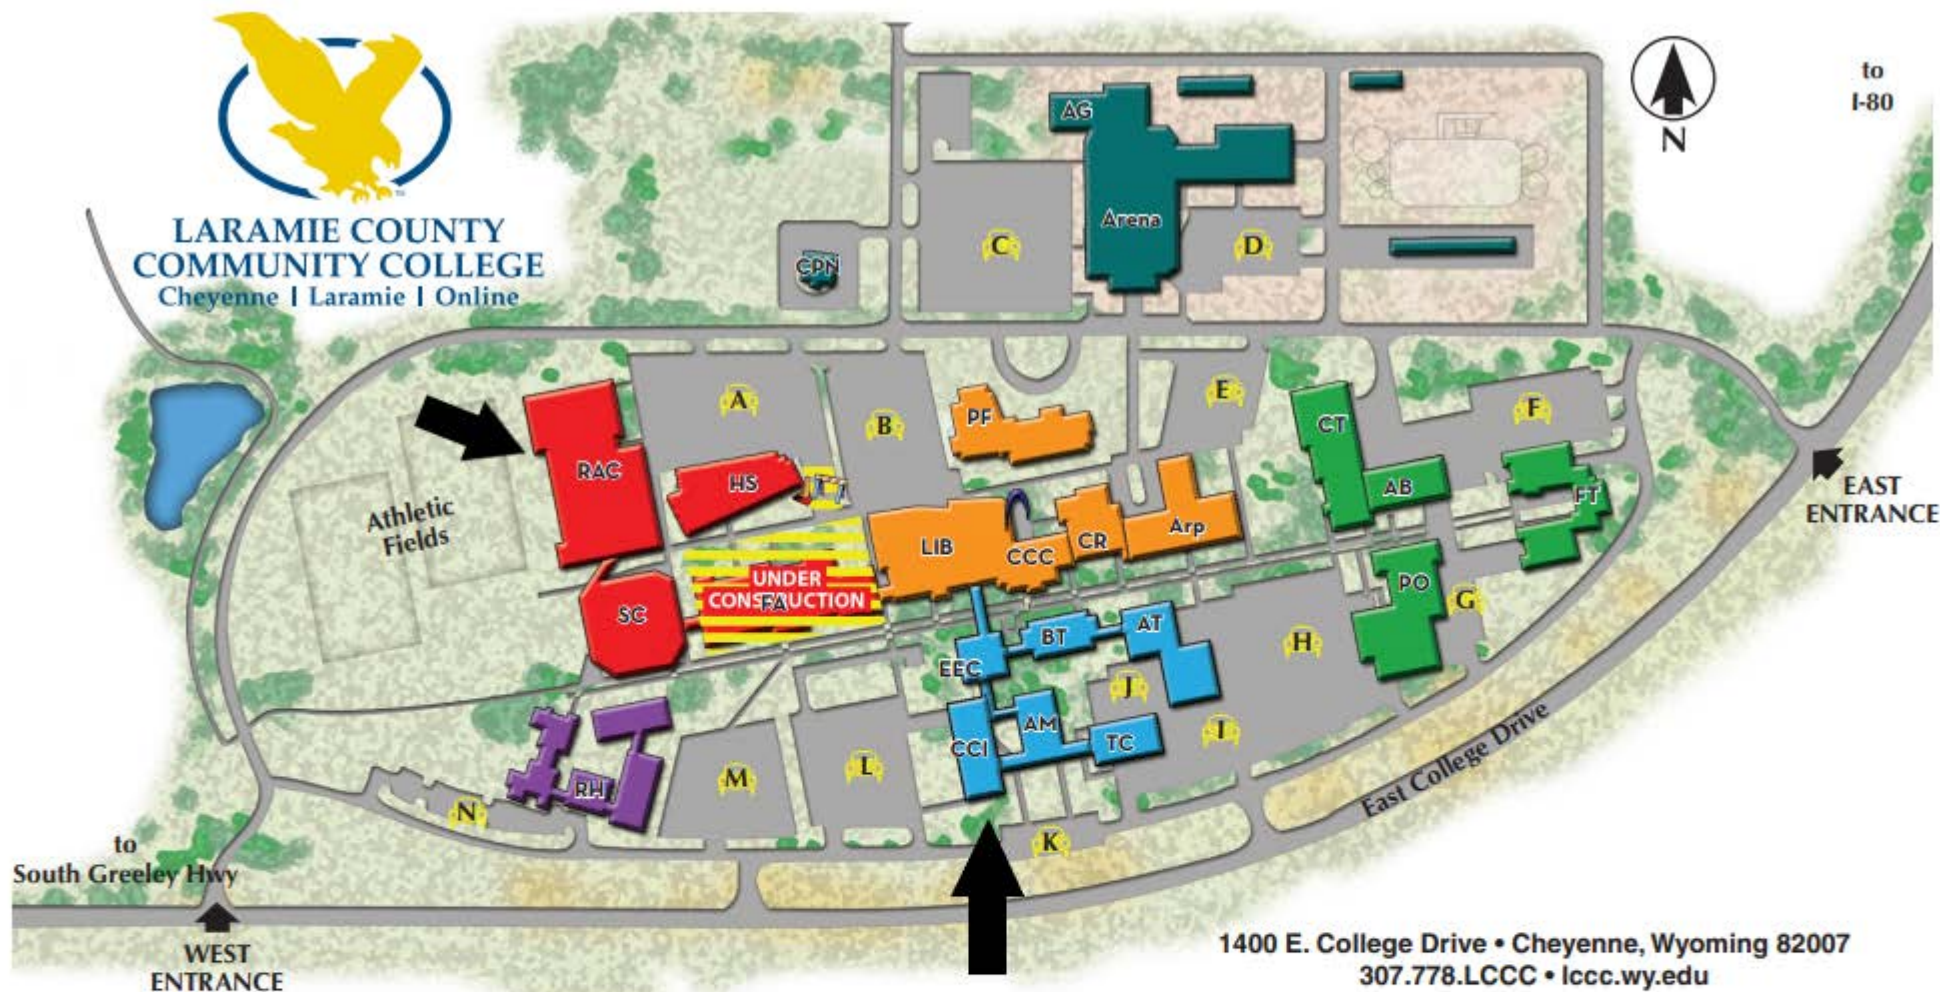 LARAMIE COUNTY
COMMUNITY COLLEGE
Cheyenne | Laramie | Online
N
to
I-80
AG
Arena
C
D
CPN
A
B
E
F
PF
CT
RAC
HS
AB
FT
EAST
ENTRANCE
Athletic
Fields
LIB
CCC
CR
Arp
UNDER
CONSTRUCTION
FA
SC
PO
G
BT
AT
H
EEC
J
CCI
AM
TC
I
M
L
RH
N
K
East College Drive
to
South Greeley Hwy
WEST
ENTRANCE
1400 E. College Drive • Cheyenne, Wyoming 82007
307.778.LCCC • lccc.wy.edu